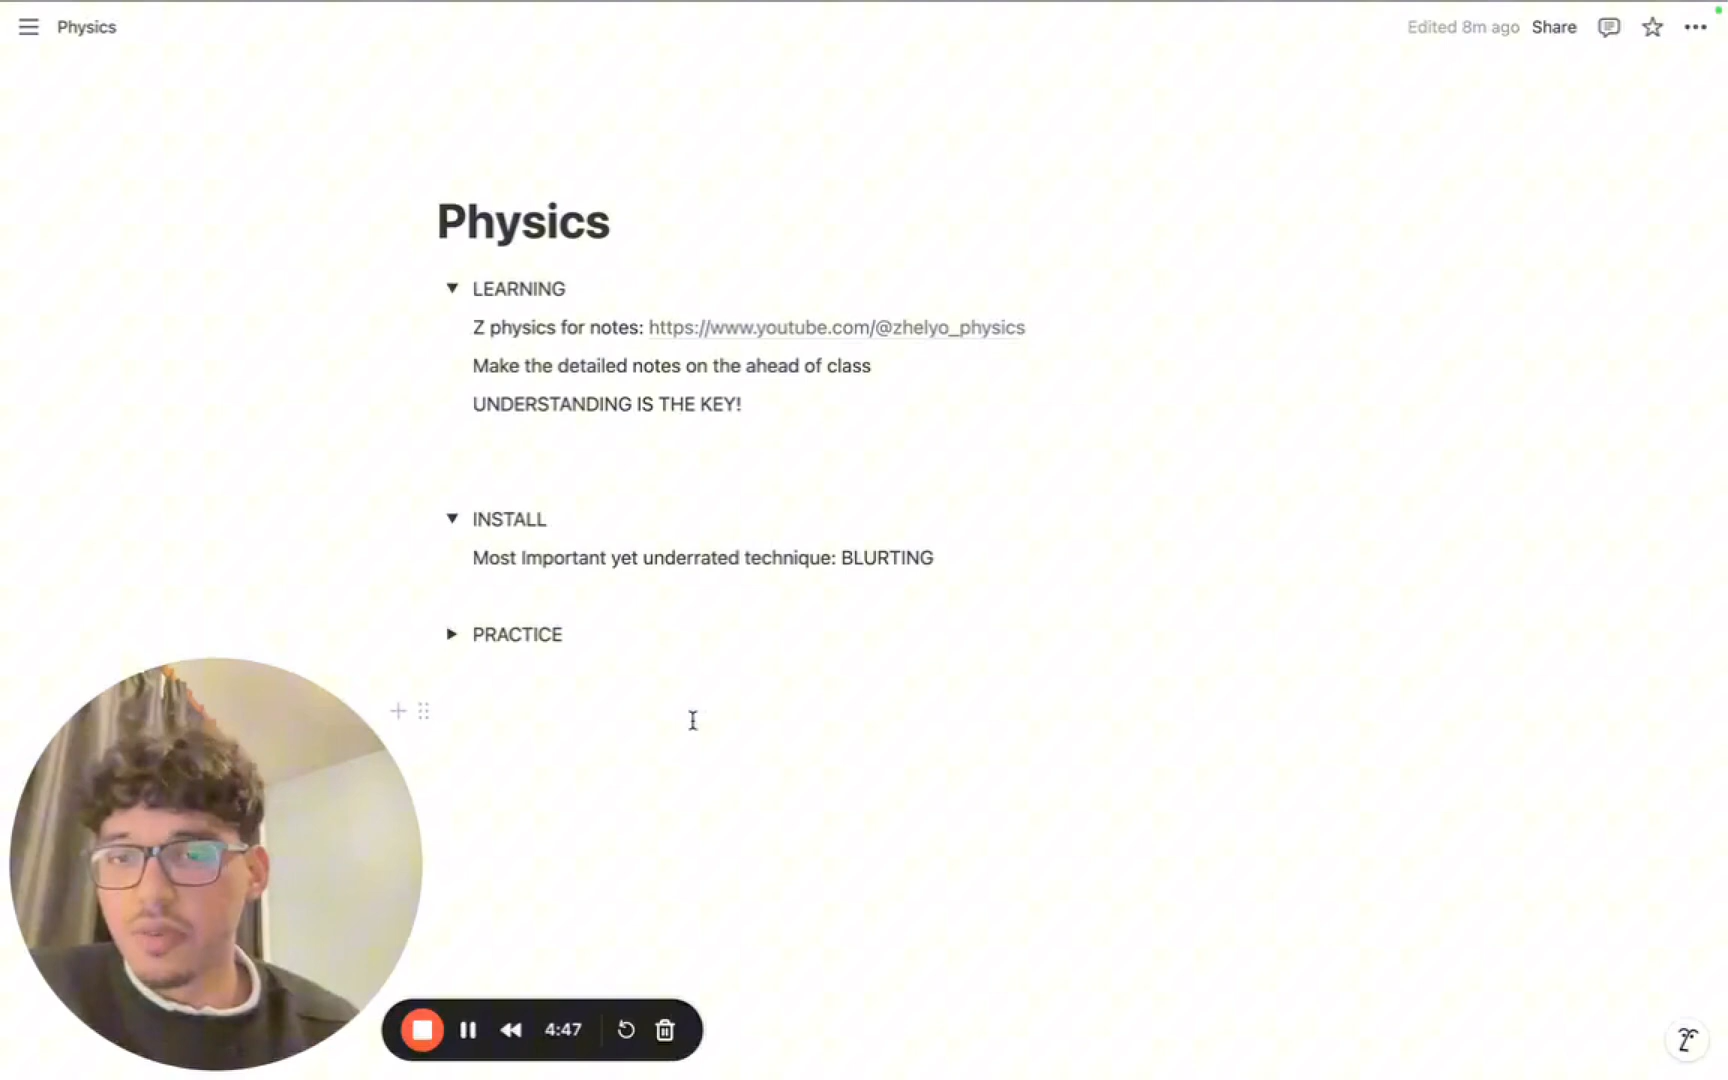 Physics
Edited 8m ago Share
Physics
LEARNING
Z physics for notes: https://www.youtube.com/@zhelyo_physics
Make the detailed notes on the ahead of class
UNDERSTANDING IS THE KEY!
INSTALL
Most Important yet underrated technique: BLURTING
PRACTICE
4:47